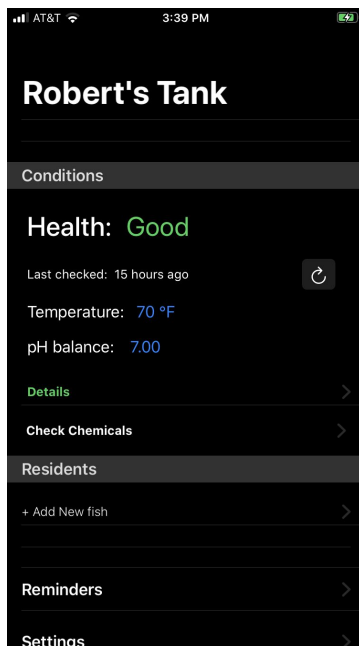 AT&T 3:39 PM
Robert's Tank
Conditions
Health: Good
Last checked: 15 hours ago
Temperature: 70 °F
pH balance: 7.00
Details
Check Chemicals
Residents
+ Add New fish
Reminders
Settings